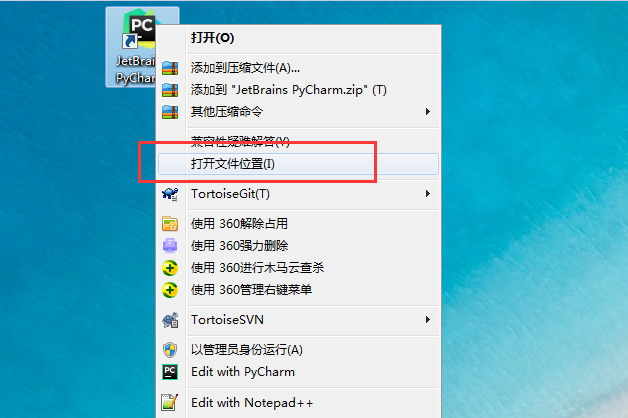 PC
JetBrains
PyCharm
打开(O)
添加到压缩文件(A)...
添加到 "JetBrains PyCharm.zip" (T)
其他压缩命令
兼容性疑难解答(Y)
打开文件位置(I)
TortoiseGit(T)
使用 360解除占用
使用 360强力删除
使用 360进行木马云查杀
使用 360管理右键菜单
TortoiseSVN
以管理员身份运行(A)
PC
Edit with PyCharm
Edit with Notepad++